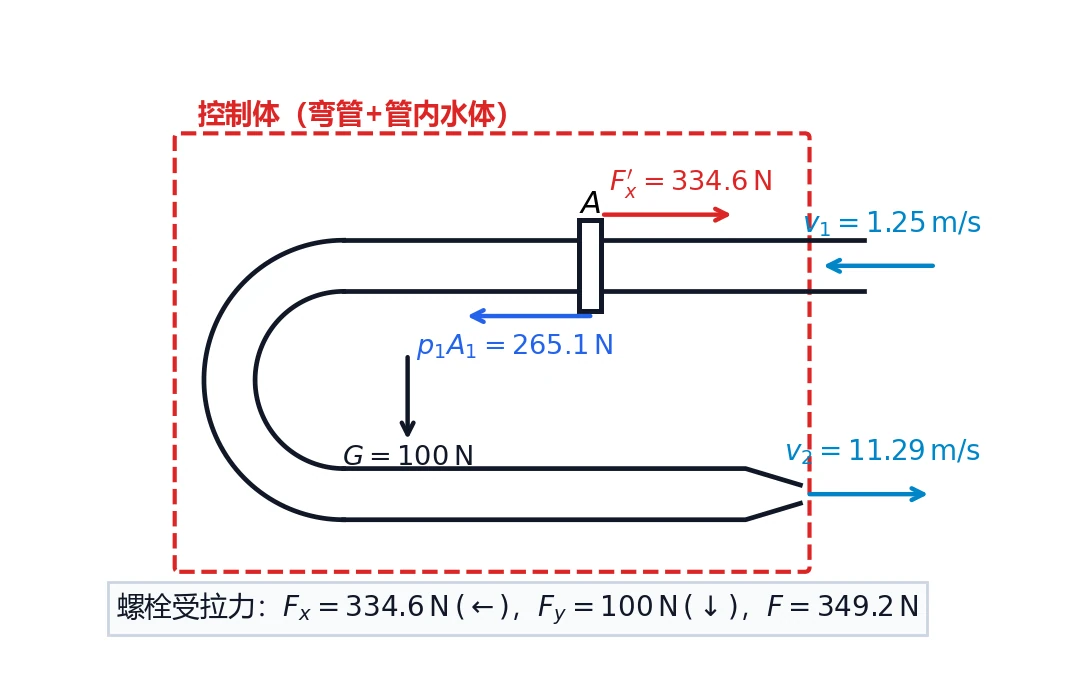 控制体（弯管+管内水体）
F′ₓ = 334.6 N
A
v₁ = 1.25 m/s
p₁A₁ = 265.1 N
G = 100 N
v₂ = 11.29 m/s
螺栓受拉力：Fₓ = 334.6 N (←)，F_y = 100 N (↓)，F = 349.2 N